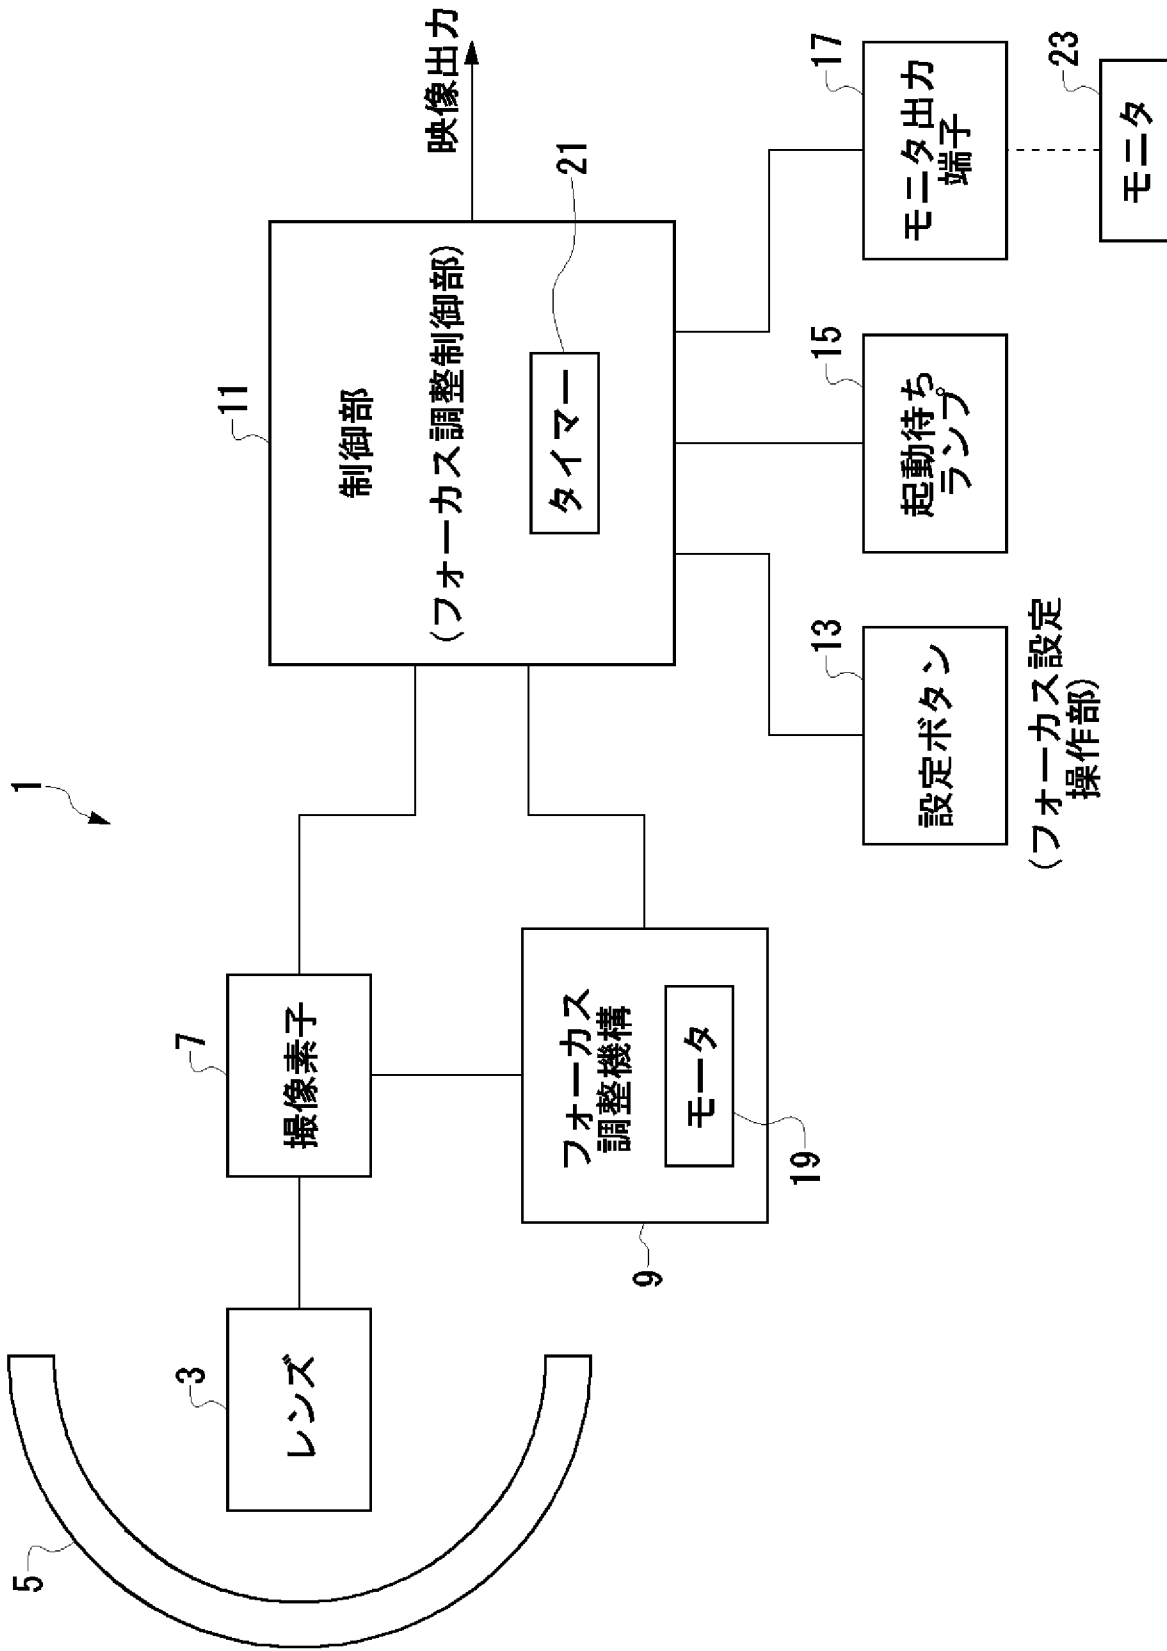 1
5
3
レンズ
7
撮像素子
9
フォーカス
調整機構
モータ
19
11
制御部
(フォーカス調整制御部)
タイマー
21
映像出力
13
設定ボタン
(フォーカス設定
操作部)
15
起動待ち
ランプ
17
モニタ出力
端子
23
モニタ